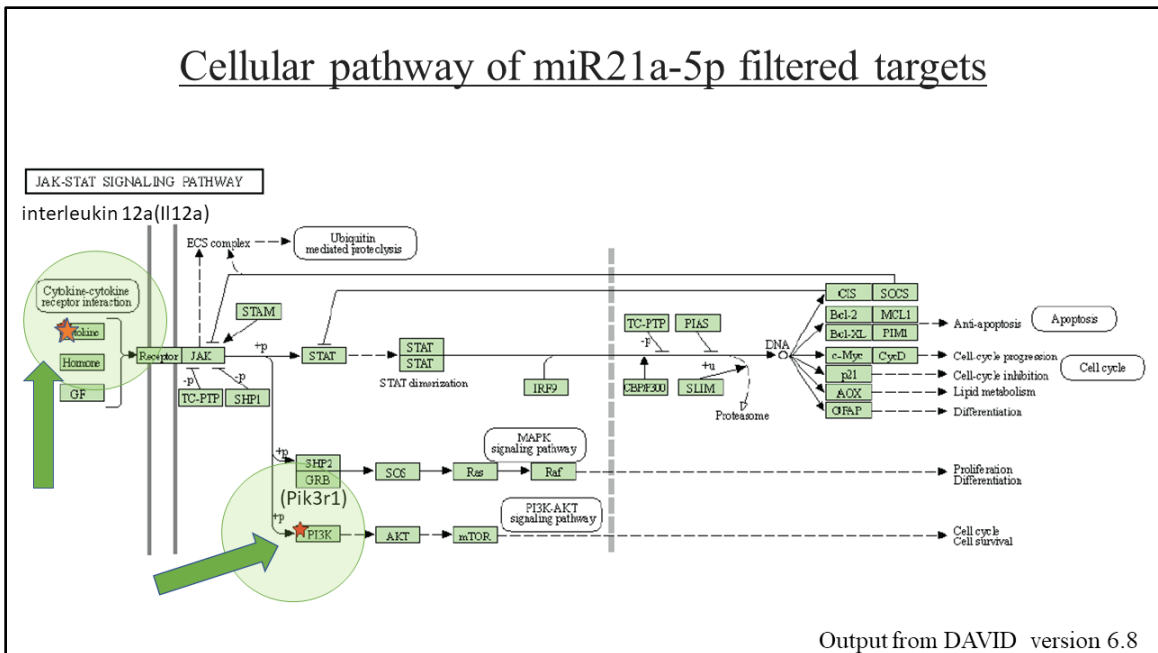 Cellular pathway of miR21a-5p filtered targets
JAK-STAT SIGNALING PATHWAY
interleukin 12a(Il12a)
ECS complex
Ubiquitin
mediated proteolysis
Cytokine-cytokine
receptor interaction
Cytokine
Hormone
GF
Receptor
JAK
STAM
+p
-p
-p
TC-PTP
SHP1
STAT
STAT
STAT
STAT dimerization
IRF9
TC-PTP
PIAS
-p
+u
CBP/P300
SLIM
Proteasome
DNA
CIS
SOCS
Bcl-2
MCL1
Bcl-XL
PIM1
c-Myc
CycD
p21
AOX
GFAP
Anti-apoptosis
Apoptosis
Cell-cycle progression
Cell-cycle inhibition
Cell cycle
Lipid metabolism
Differentiation
+p
SHP2
GRB
(Pik3r1)
SOS
Ras
Raf
MAPK
signaling pathway
Proliferation
Differentiation
+p
PI3K
AKT
mTOR
PI3K-AKT
signaling pathway
Cell cycle
Cell survival
Output from DAVID version 6.8